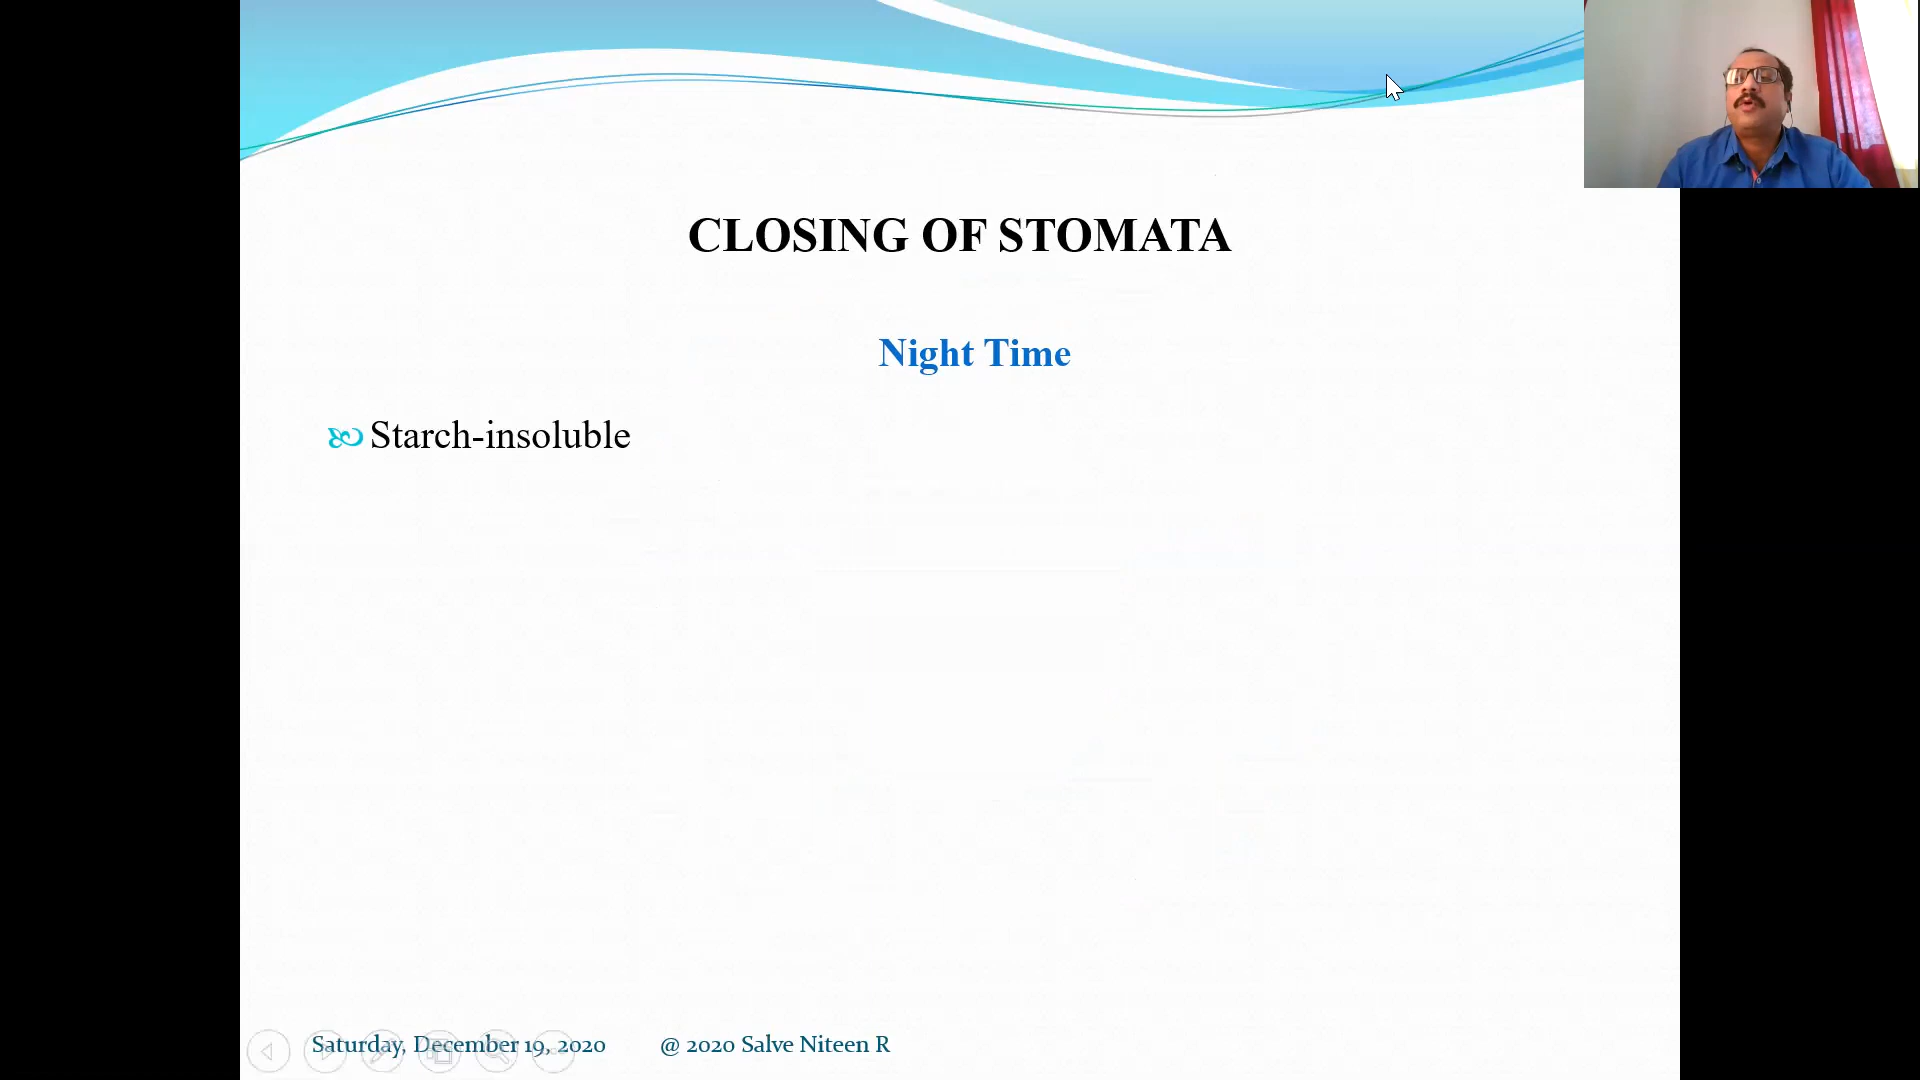 CLOSING OF STOMATA
Night Time
Starch-insoluble
Saturday, December 19, 2020
@ 2020 Salve Niteen R